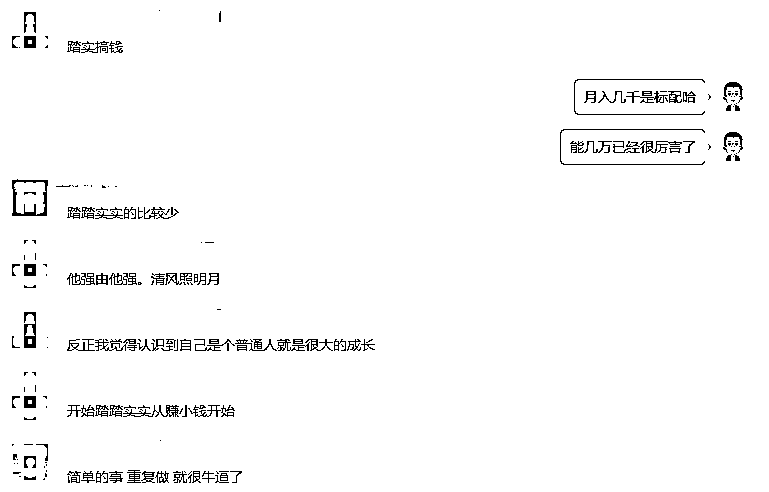 踏实搞钱
月入几千是标配哈
能几万已经很厉害了
踏踏实实的比较少
他强由他强。清风照明月
反正我觉得认识到自己是个普通人就是很大的成长
开始踏踏实实从赚小钱开始
简单的事 重复做 就很牛逼了